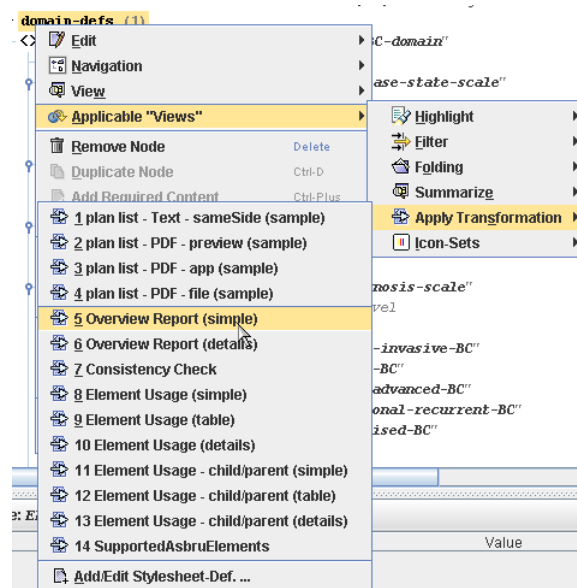 domain-defs (1)
<> Edit C-domain"
Navigation
View ase-state-scale"
Applicable "Views" Highlight
Remove Node Delete Filter
Duplicate Node Ctrl-D Folding
Add Required Content Ctrl-Plus Summarize
1 plan list - Text - sameSide (sample) Apply Transformation
2 plan list - PDF - preview (sample) Icon-Sets
3 plan list - PDF - app (sample)
4 plan list - PDF - file (sample) nosis-scale"
5 Overview Report (simple) vel
6 Overview Report (details) -invasive-BC"
7 Consistency Check -BC"
8 Element Usage (simple) advanced-BC"
9 Element Usage (table) onal-recurrent-BC"
10 Element Usage (details) ised-BC"
11 Element Usage - child/parent (simple)
12 Element Usage - child/parent (table)
13 Element Usage - child/parent (details)
14 SupportedAsbruElements Value
Add/Edit Stylesheet-Def. ...